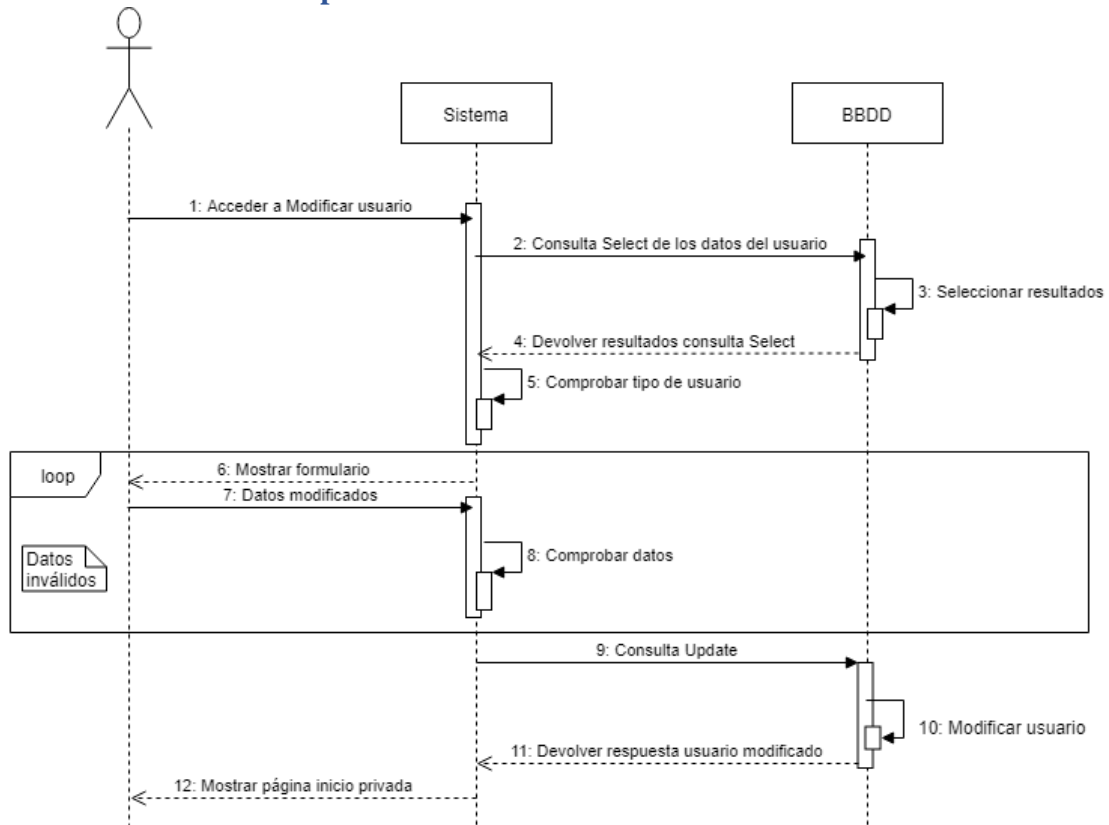 Sistema
BBDD
1: Acceder a Modificar usuario
2: Consulta Select de los datos del usuario
3: Seleccionar resultados
4: Devolver resultados consulta Select
5: Comprobar tipo de usuario
loop
6: Mostrar formulario
7: Datos modificados
8: Comprobar datos
Datos
inválidos
9: Consulta Update
10: Modificar usuario
11: Devolver respuesta usuario modificado
12: Mostrar página inicio privada